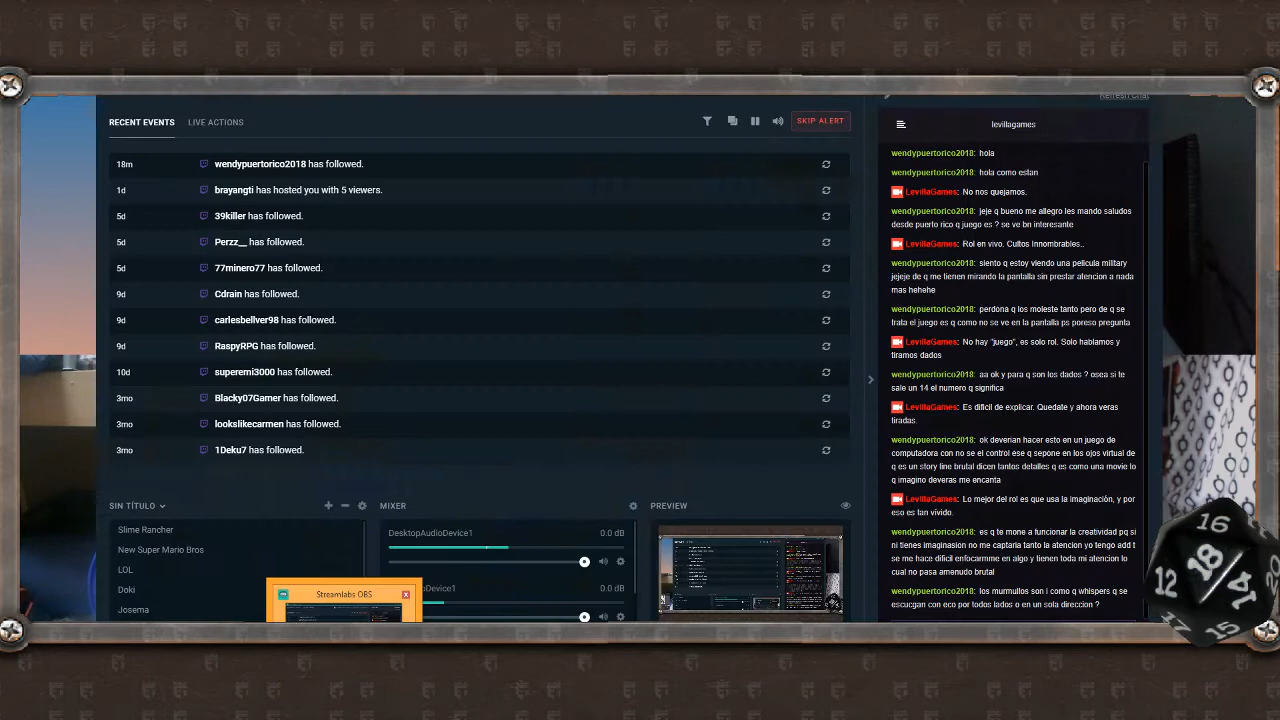 RECENT EVENTS
LIVE ACTIONS
SKIP ALERT
18m wendypuertorico2018 has followed.
1d brayangti has hosted you with 5 viewers.
5d 39killer has followed.
5d Perzz__ has followed.
5d 77minero77 has followed.
9d Cdrain has followed.
9d carlesbellver98 has followed.
9d RaspyRPG has followed.
10d superemi3000 has followed.
3mo Blacky07Gamer has followed.
3mo lookslikecarmen has followed.
3mo 1Deku7 has followed.
SIN TÍTULO
Slime Rancher
New Super Mario Bros
LOL
Doki
Josema
Streamlabs OBS
MIXER
DesktopAudioDevice1 0.0 dB
Device1 0.0 dB
PREVIEW
Refresh Chat
levillagames
wendypuertorico2018: hola
wendypuertorico2018: hola como estan
LevillaGames: No nos quejamos.
wendypuertorico2018: jeje q bueno me allegro les mando saludos
desde puerto rico q juego es ? se ve bn interesante
LevillaGames: Rol en vivo. Cultos Innombrables..
wendypuertorico2018: siento q estoy viendo una pelicula military
jejeje de q me tienen mirando la pantalla sin prestar atencion a nada
mas hehehe
wendypuertorico2018: perdona q los moleste tanto pero de q se
trata el juego es q como no se ve en la pantalla ps poreso pregunta
LevillaGames: No hay "juego", es solo rol. Solo hablamos y
tiramos dados
wendypuertorico2018: aa ok y para q son los dados ? osea si te
sale un 14 el numero q significa
LevillaGames: Es dificil de explicar. Quedate y ahora veras
tiradas.
wendypuertorico2018: ok deverian hacer esto en un juego de
computadora con no se el control ese q sepone en los ojos virtual de
q es un story line brutal dicen tantos detalles q es como una movie lo
q imagino deveras me encanta
LevillaGames: Lo mejor del rol es que usa la imaginación, y por
eso es tan vívido.
wendypuertorico2018: es q te mone a funcionar la creatividad pq si
ni tienes imaginasion no me captaria tanto la atencion yo tengo add t
se me hace dificil enfocarmme en algo y tienen toda mi atencion lo
cual no pasa amenudo brutal
wendypuertorico2018: los murmullos son l como q whispers q se
escucgan con eco por todos lados o en un sola direccion ?
16
18
12
4
20
17
15